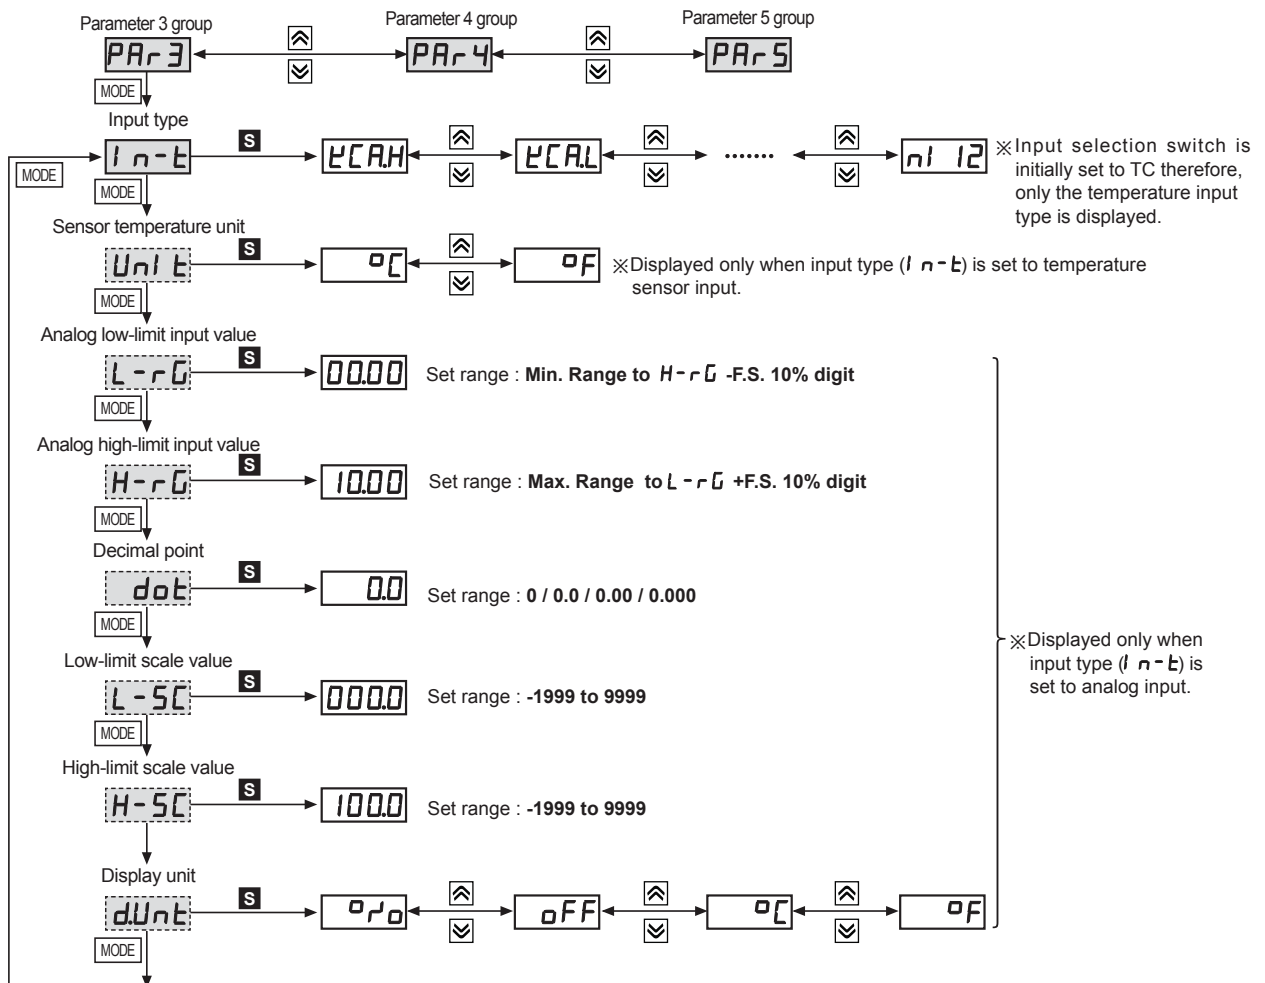 Parameter 3 group Parameter 4 group Parameter 5 group
PAr3 PAr4 PAr5
MODE
Input type
In-t S KCA.H KCA.L ....... nI 12
※Input selection switch is
initially set to TC therefore,
only the temperature input
type is displayed.
MODE
MODE
Sensor temperature unit
UnIt S °C °F ※Displayed only when input type (In-t) is set to temperature
sensor input.
MODE
Analog low-limit input value
L-rG S 00.00 Set range : Min. Range to H-rG -F.S. 10% digit
MODE
Analog high-limit input value
H-rG S 10.00 Set range : Max. Range to L-rG +F.S. 10% digit
MODE
Decimal point
dot S 0.0 Set range : 0 / 0.0 / 0.00 / 0.000
MODE
※Displayed only when
input type (In-t) is
set to analog input.
Low-limit scale value
L-SC S 000.0 Set range : -1999 to 9999
MODE
High-limit scale value
H-SC S 100.0 Set range : -1999 to 9999
Display unit
d.Unt S °/o oFF °C °F
MODE